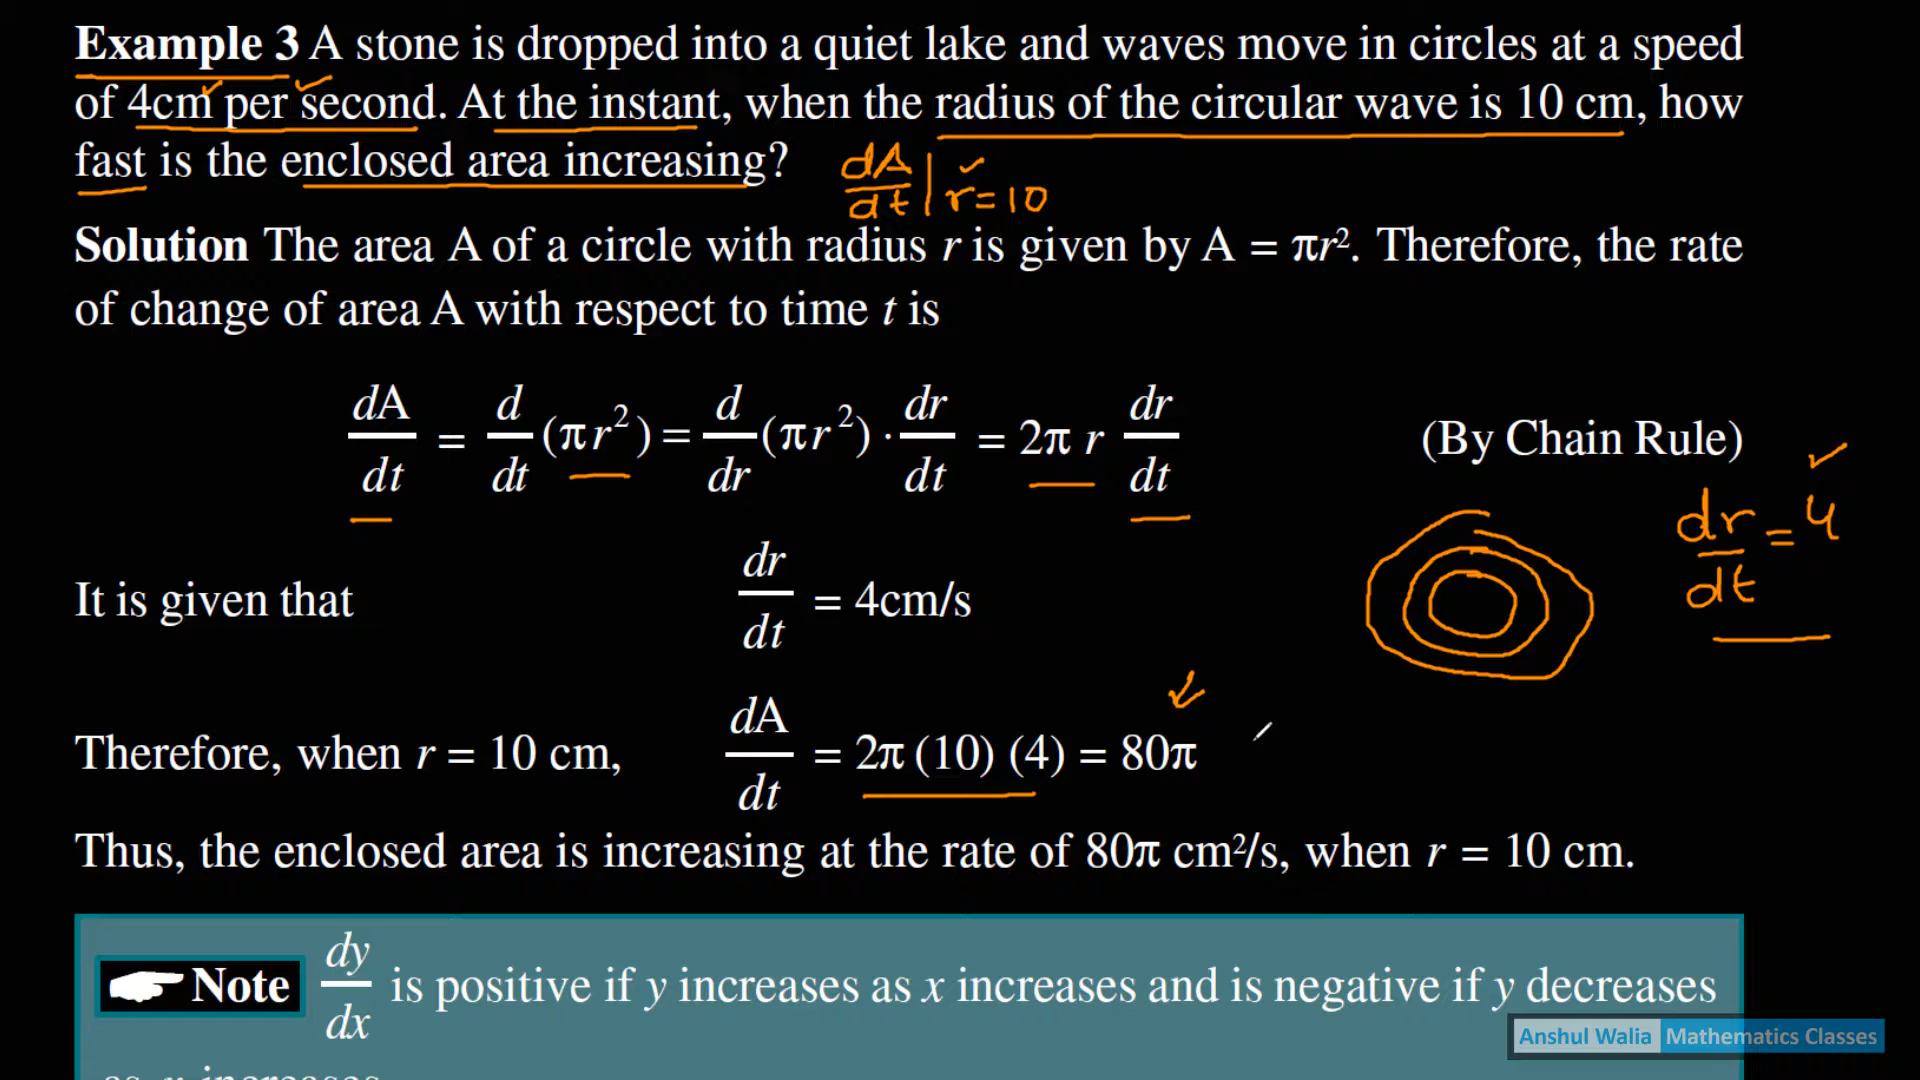 Example 3 A stone is dropped into a quiet lake and waves move in circles at a speed
of 4cm per second. At the instant, when the radius of the circular wave is 10 cm, how
fast is the enclosed area increasing?
dA/dt | r=10
Solution The area A of a circle with radius r is given by A = πr². Therefore, the rate
of change of area A with respect to time t is
dA/dt = d/dt (πr²) = d/dr (πr²) · dr/dt = 2π r dr/dt (By Chain Rule)
dr/dt = 4
It is given that dr/dt = 4cm/s
Therefore, when r = 10 cm, dA/dt = 2π (10) (4) = 80π
Thus, the enclosed area is increasing at the rate of 80π cm²/s, when r = 10 cm.
Note dy/dx is positive if y increases as x increases and is negative if y decreases
as x increases
Anshul Walia Mathematics Classes